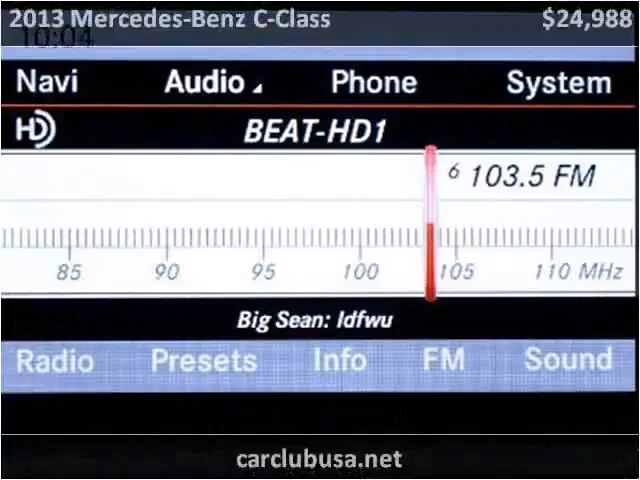 2013 Mercedes-Benz C-Class $24,988
10:04
Navi Audio Phone System
HD BEAT-HD1
6 103.5 FM
85 90 95 100 105 110 MHz
Big Sean: Idfwu
Radio Presets Info FM Sound
carclubusa.net